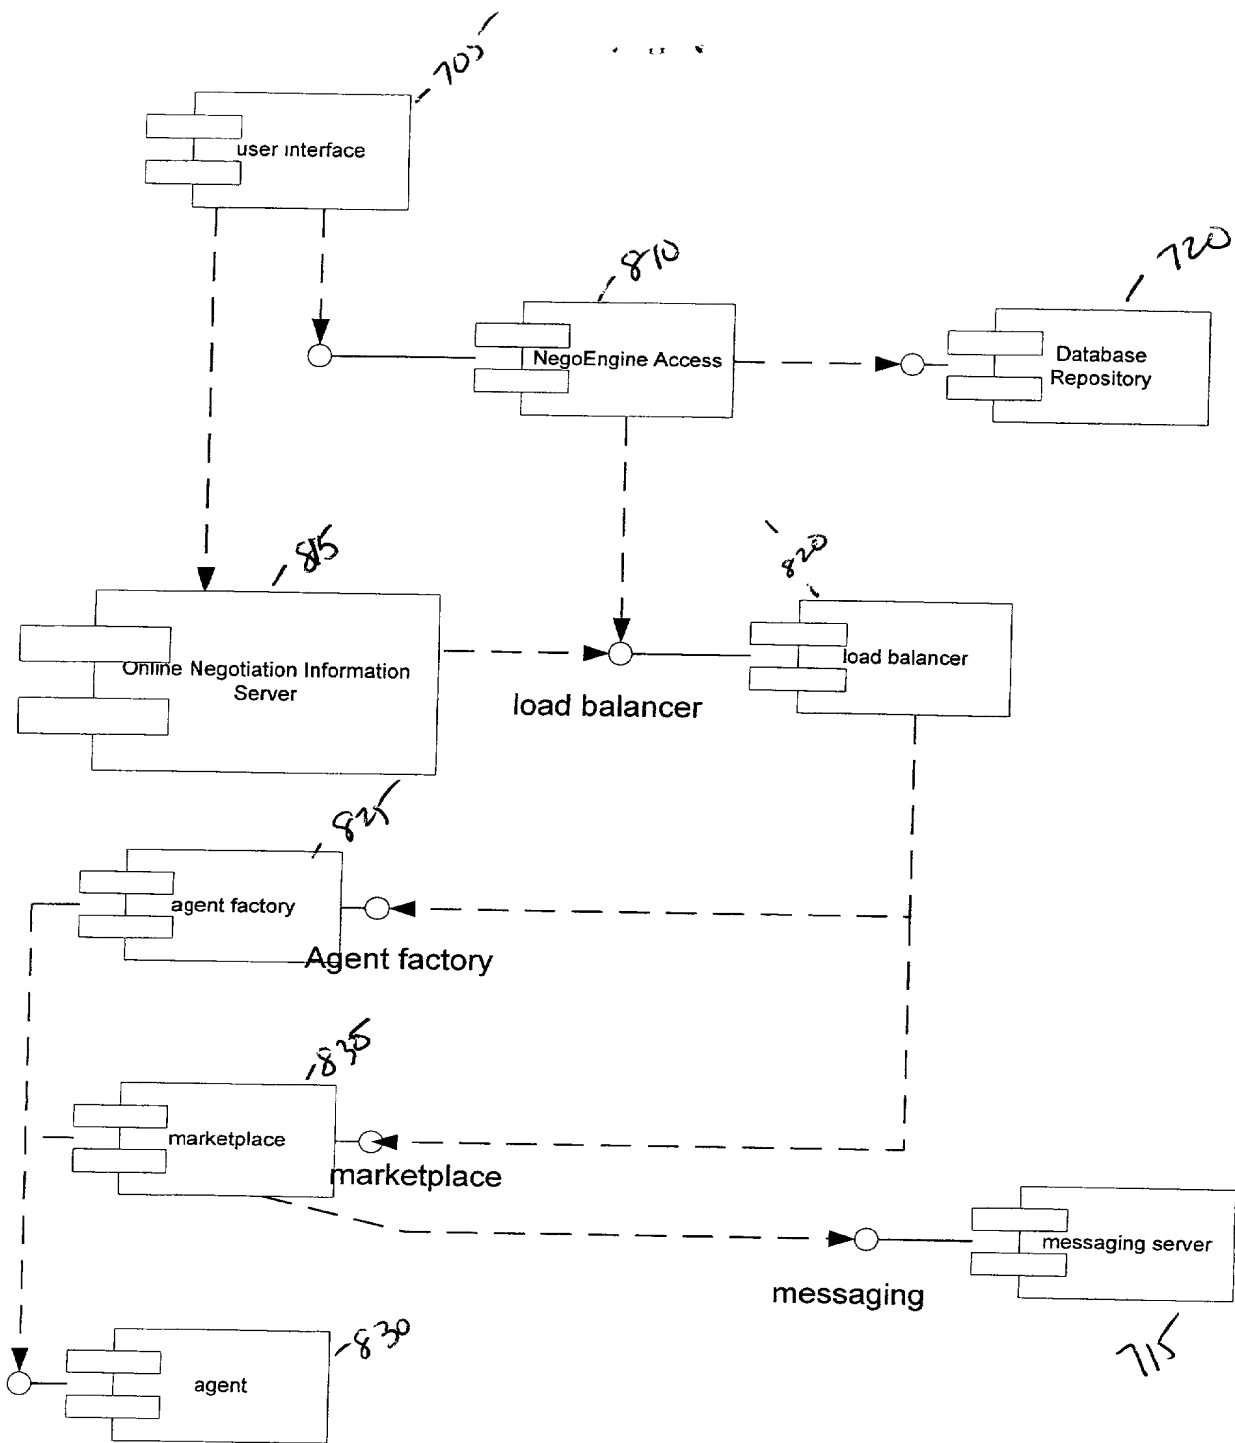 705
user interface
810
720
NegoEngine Access
Database
Repository
815
820
Online Negotiation Information
Server
load balancer
load balancer
825
agent factory
Agent factory
835
marketplace
marketplace
messaging server
messaging
715
830
agent